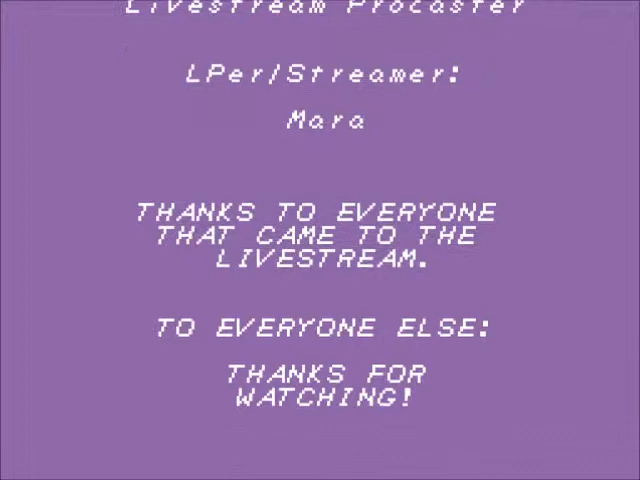 Livestream Procaster
LPer/Streamer:
Mara
THANKS TO EVERYONE
THAT CAME TO THE
LIVESTREAM.
TO EVERYONE ELSE:
THANKS FOR
WATCHING!